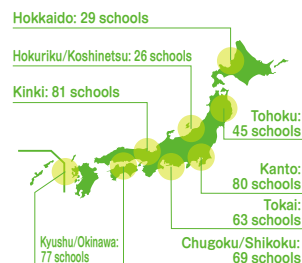 Hokkaido: 29 schools
Hokuriku/Koshinetsu: 26 schools
Kinki: 81 schools
Tohoku:
45 schools
Kanto:
80 schools
Tokai:
63 schools
Kyushu/Okinawa:
77 schools
Chugoku/Shikoku:
69 schools